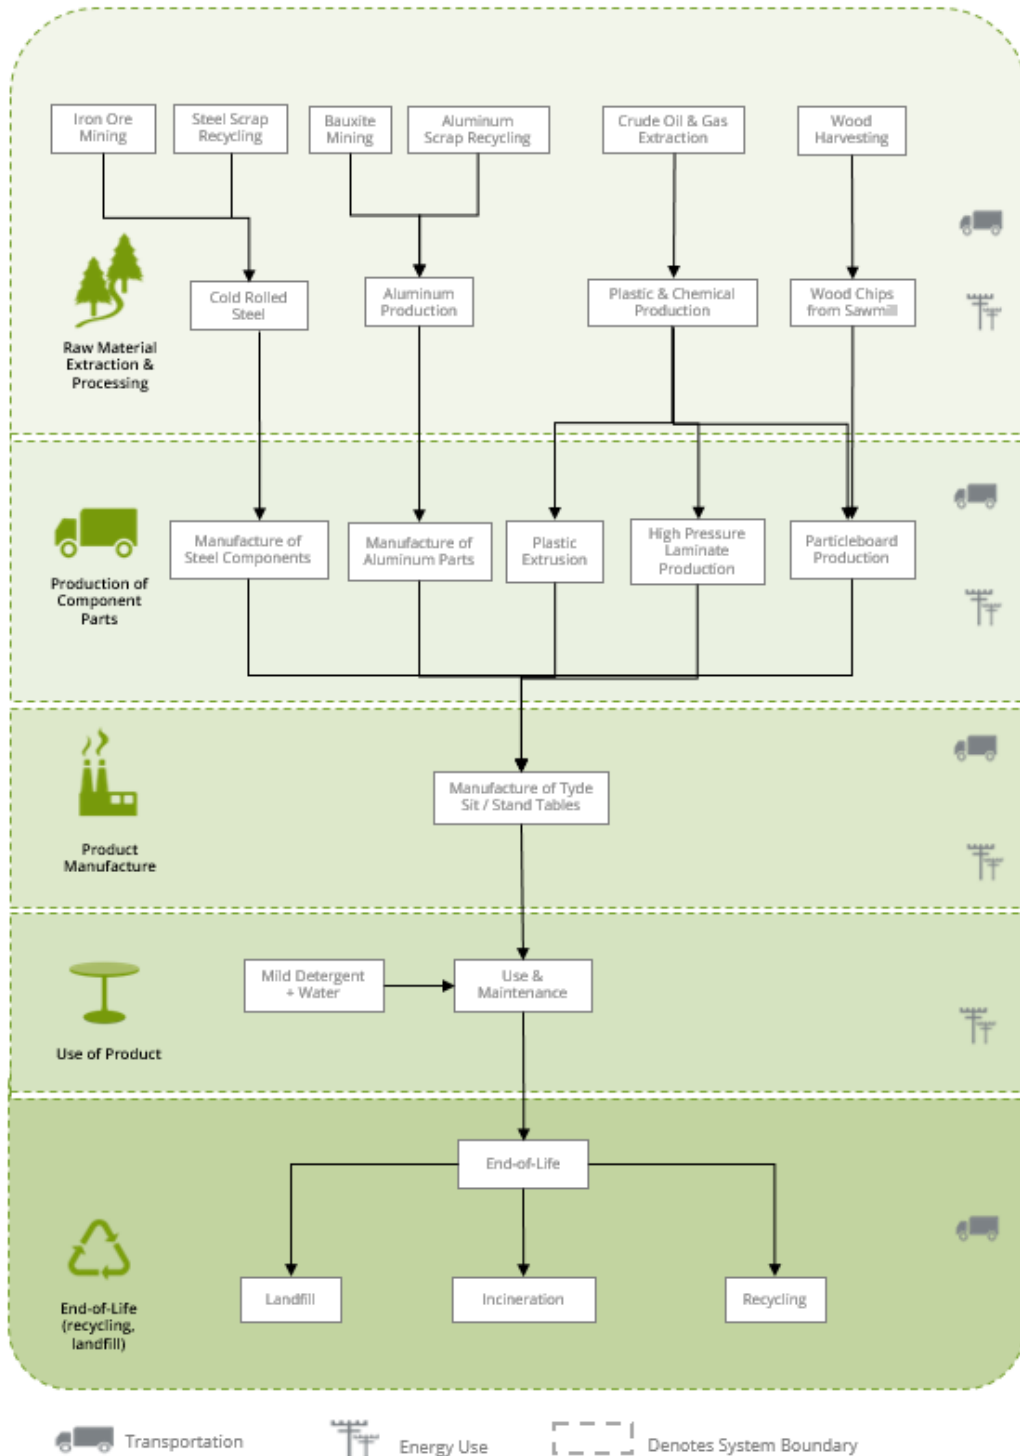 Iron Ore
Mining
Steel Scrap
Recycling
Bauxite
Mining
Aluminum
Scrap Recycling
Crude Oil & Gas
Extraction
Wood
Harvesting
Cold Rolled
Steel
Aluminum
Production
Plastic & Chemical
Production
Wood Chips
from Sawmill
Raw Material
Extraction &
Processing
Manufacture of
Steel Components
Manufacture of
Aluminum Parts
Plastic
Extrusion
High Pressure
Laminate
Production
Particleboard
Production
Production of
Component
Parts
Manufacture of Tyde
Sit / Stand Tables
Product
Manufacture
Mild Detergent
+ Water
Use &
Maintenance
Use of Product
End-of-Life
Landfill
Incineration
Recycling
End-of-Life
(recycling,
landfill)
Transportation
Energy Use
Denotes System Boundary